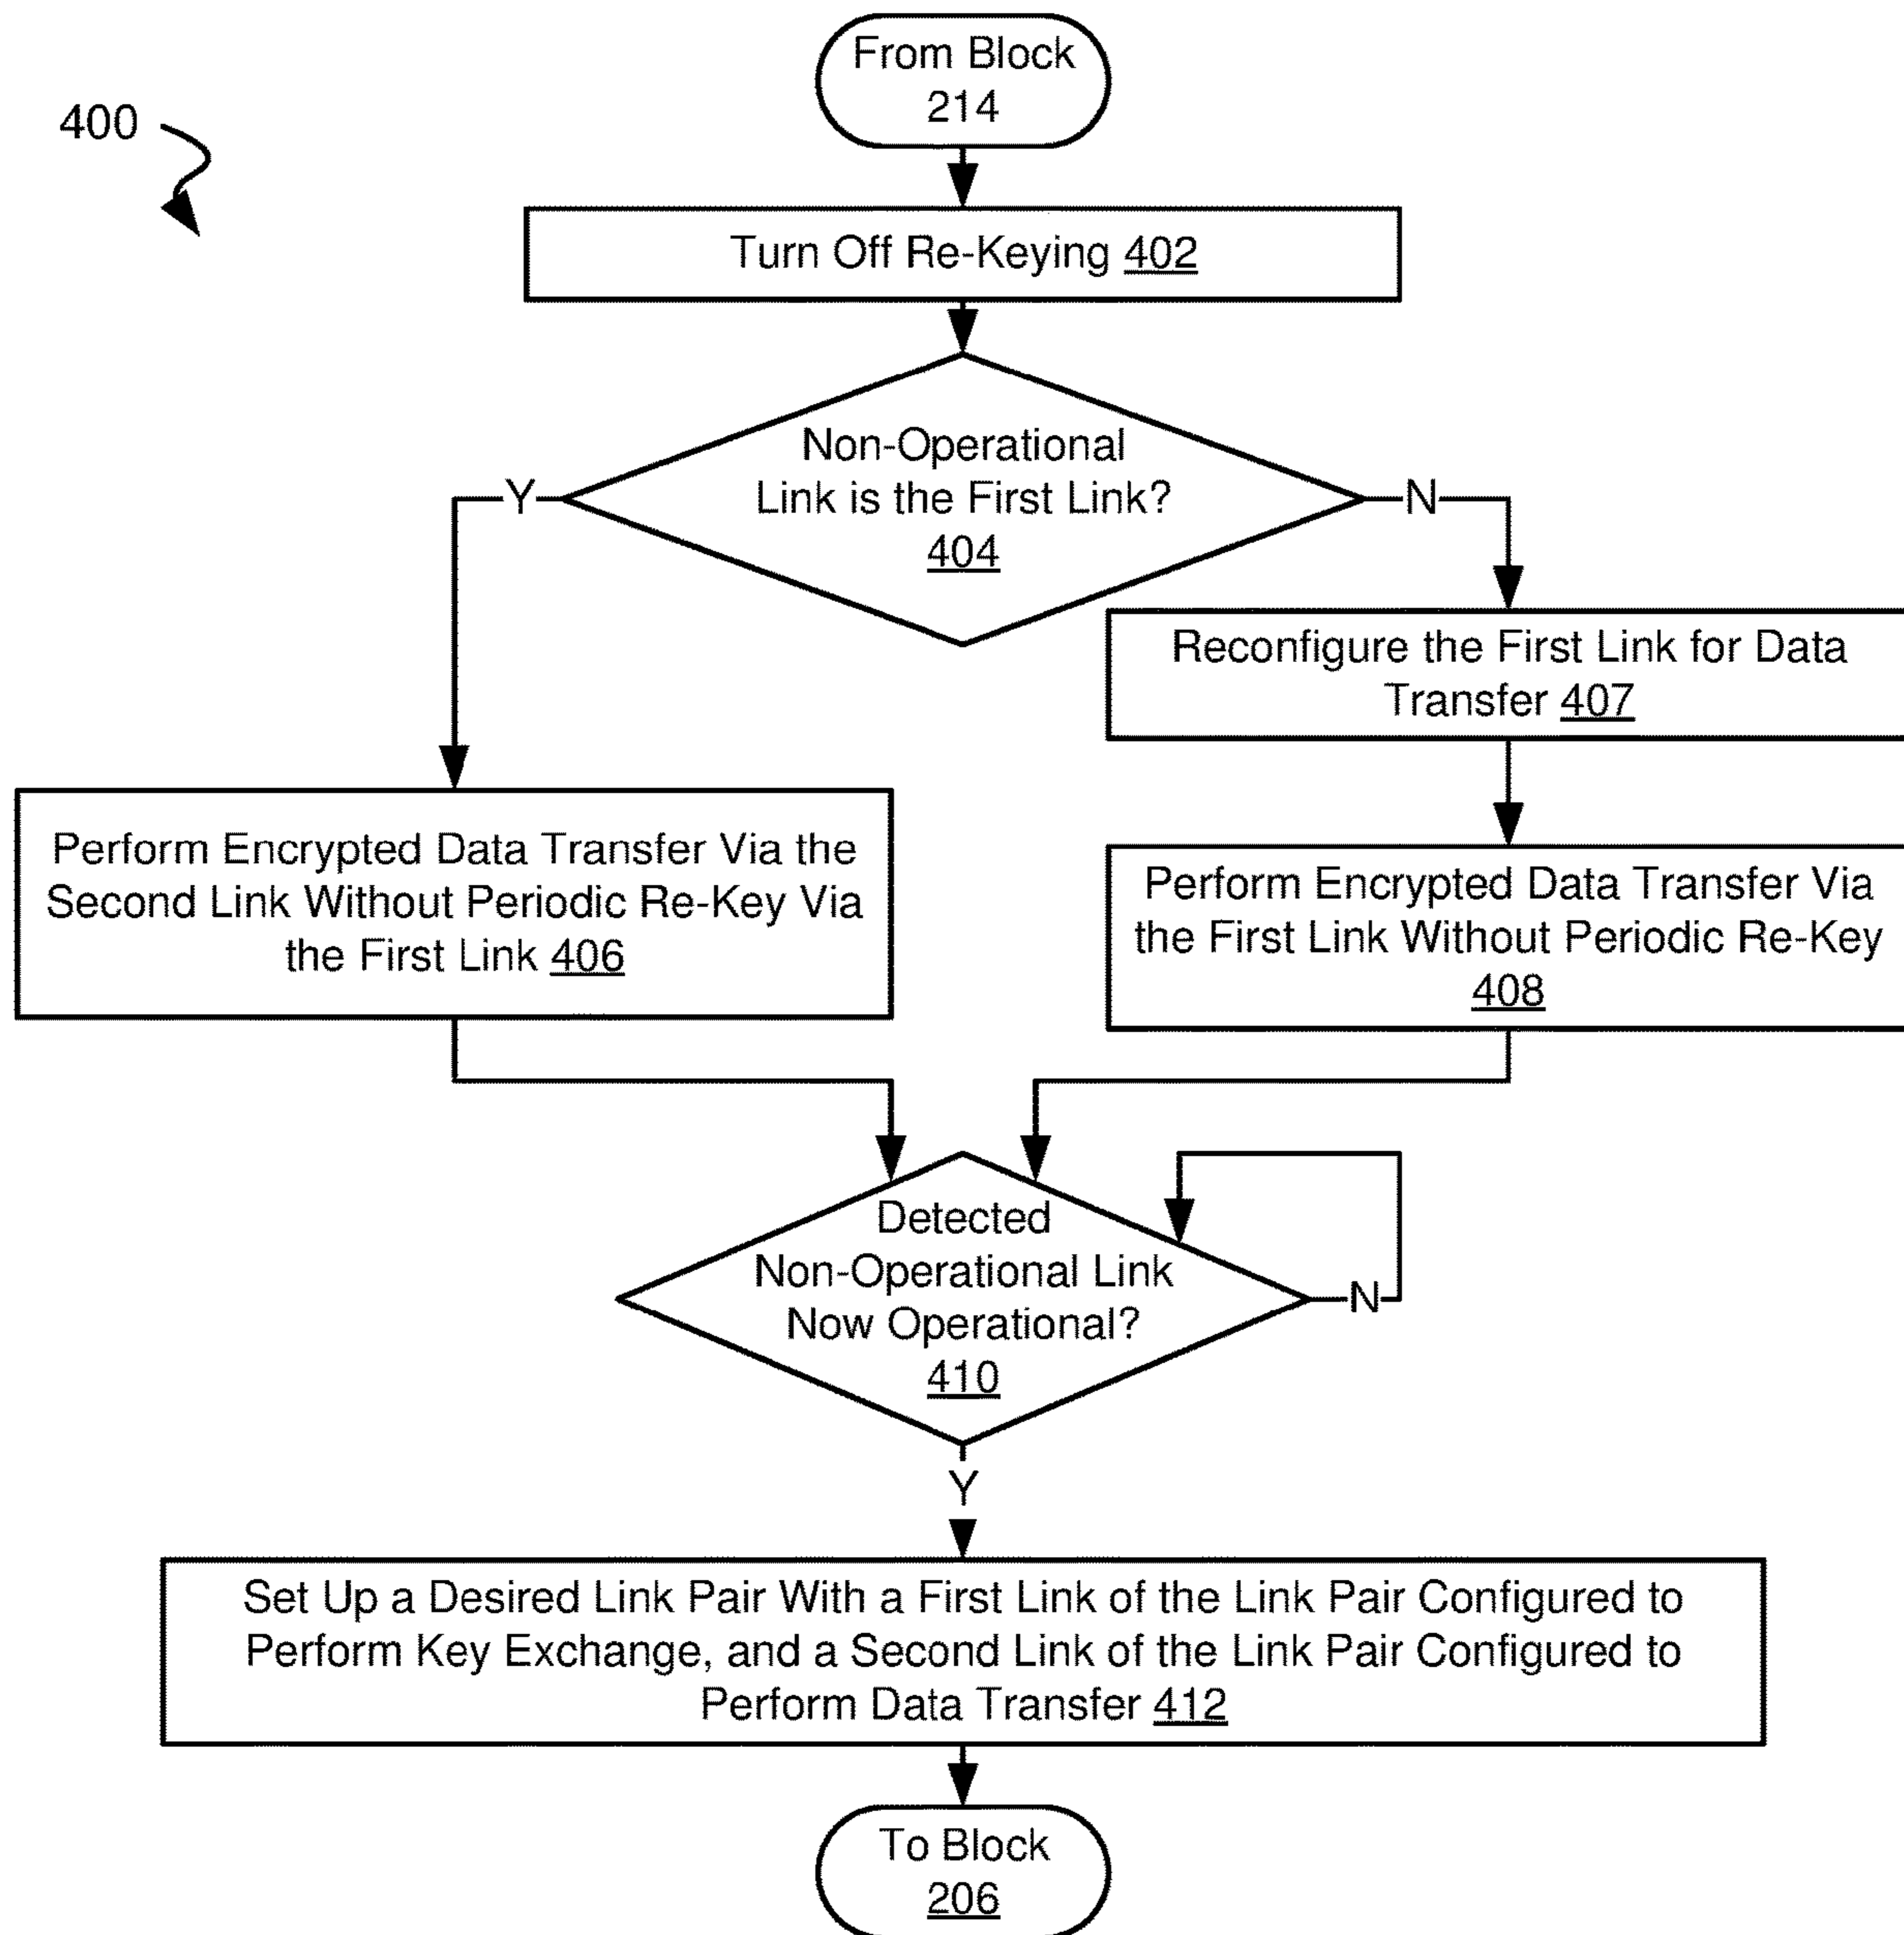 From Block
214
400
Turn Off Re-Keying 402
Non-Operational
Link is the First Link?
404
Y
N
Reconfigure the First Link for Data
Transfer 407
Perform Encrypted Data Transfer Via the
Second Link Without Periodic Re-Key Via
the First Link 406
Perform Encrypted Data Transfer Via
the First Link Without Periodic Re-Key
408
Detected
Non-Operational Link
Now Operational?
410
N
Y
Set Up a Desired Link Pair With a First Link of the Link Pair Configured to
Perform Key Exchange, and a Second Link of the Link Pair Configured to
Perform Data Transfer 412
To Block
206